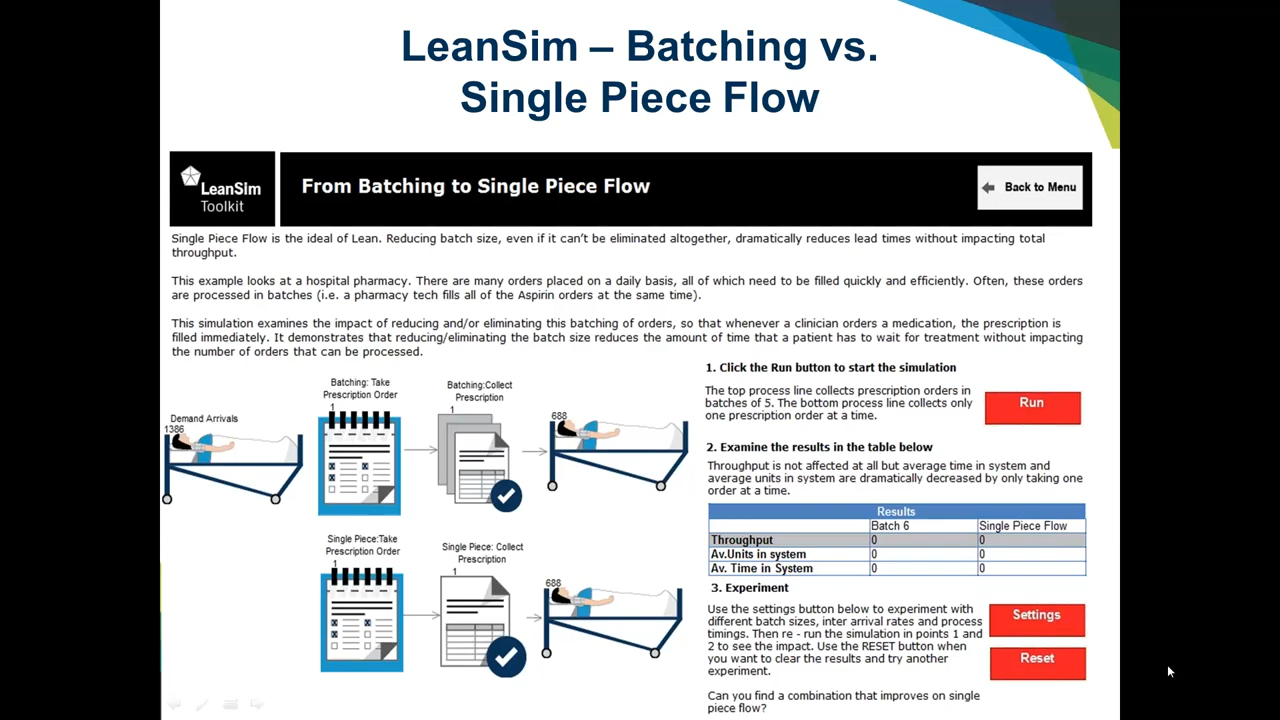 LeanSim – Batching vs.
Single Piece Flow
LeanSim
Toolkit
From Batching to Single Piece Flow
Back to Menu
Single Piece Flow is the ideal of Lean. Reducing batch size, even if it can't be eliminated altogether, dramatically reduces lead times without impacting total
throughput.
This example looks at a hospital pharmacy. There are many orders placed on a daily basis, all of which need to be filled quickly and efficiently. Often, these orders
are processed in batches (i.e. a pharmacy tech fills all of the Aspirin orders at the same time).
This simulation examines the impact of reducing and/or eliminating this batching of orders, so that whenever a clinician orders a medication, the prescription is
filled immediately. It demonstrates that reducing/eliminating the batch size reduces the amount of time that a patient has to wait for treatment without impacting
the number of orders that can be processed.
Demand Arrivals
1386
Batching: Take
Prescription Order
1
Batching:Collect
Prescription
1
688
Single Piece:Take
Prescription Order
1
Single Piece: Collect
Prescription
1
688
1. Click the Run button to start the simulation
The top process line collects prescription orders in
batches of 5. The bottom process line collects only
one prescription order at a time.
Run
2. Examine the results in the table below
Throughput is not affected at all but average time in system and
average units in system are dramatically decreased by only taking one
order at a time.
Results
Batch 6 Single Piece Flow
Throughput 0 0
Av.Units in system 0 0
Av. Time in System 0 0
3. Experiment
Use the settings button below to experiment with
different batch sizes, inter arrival rates and process
timings. Then re - run the simulation in points 1 and
2 to see the impact. Use the RESET button when
you want to clear the results and try another
experiment.
Settings
Reset
Can you find a combination that improves on single
piece flow?